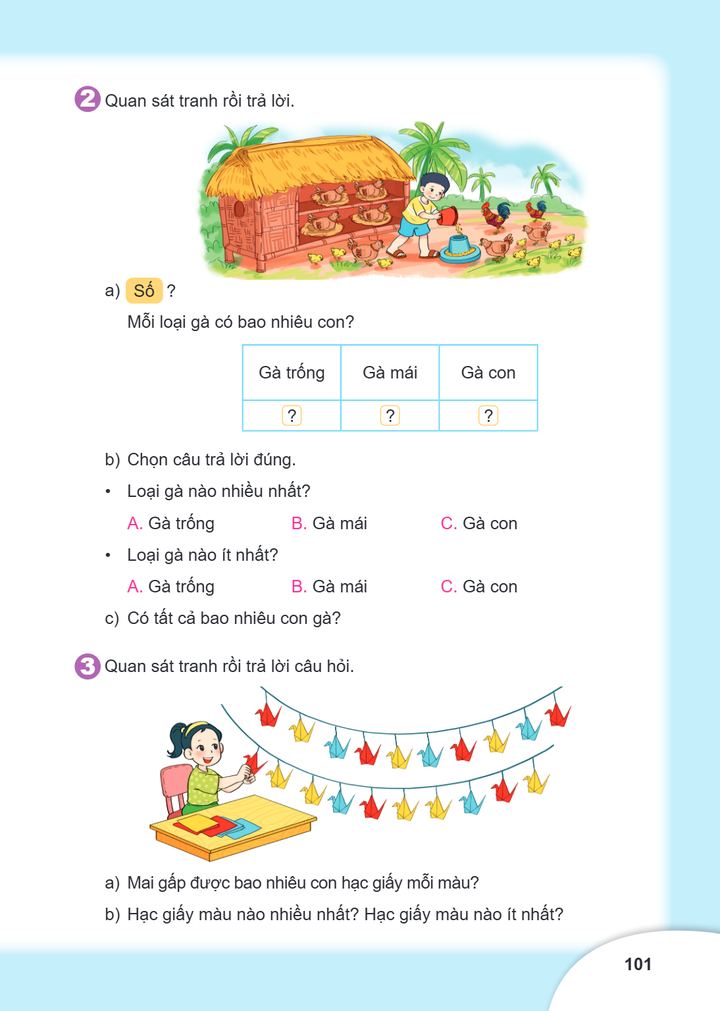 2 Quan sát tranh rồi trả lời.
a) Số ?
Mỗi loại gà có bao nhiêu con?
Gà trống Gà mái Gà con
? ? ?
b) Chọn câu trả lời đúng.
• Loại gà nào nhiều nhất?
A. Gà trống B. Gà mái C. Gà con
• Loại gà nào ít nhất?
A. Gà trống B. Gà mái C. Gà con
c) Có tất cả bao nhiêu con gà?
3 Quan sát tranh rồi trả lời câu hỏi.
a) Mai gấp được bao nhiêu con hạc giấy mỗi màu?
b) Hạc giấy màu nào nhiều nhất? Hạc giấy màu nào ít nhất?
101